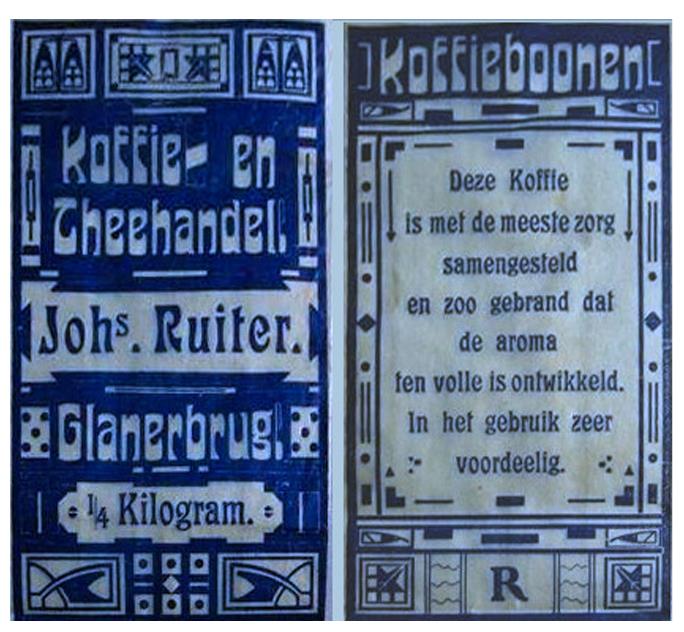 Koffie- en
Theehandel.
Johs. Ruiter.
Glanerbrug.
1/4 Kilogram.
Koffieboonen
Deze Koffie
is met de meeste zorg
samengesteld
en zoo gebrand dat
de aroma
ten volle is ontwikkeld.
In het gebruik zeer
voordeelig.
R